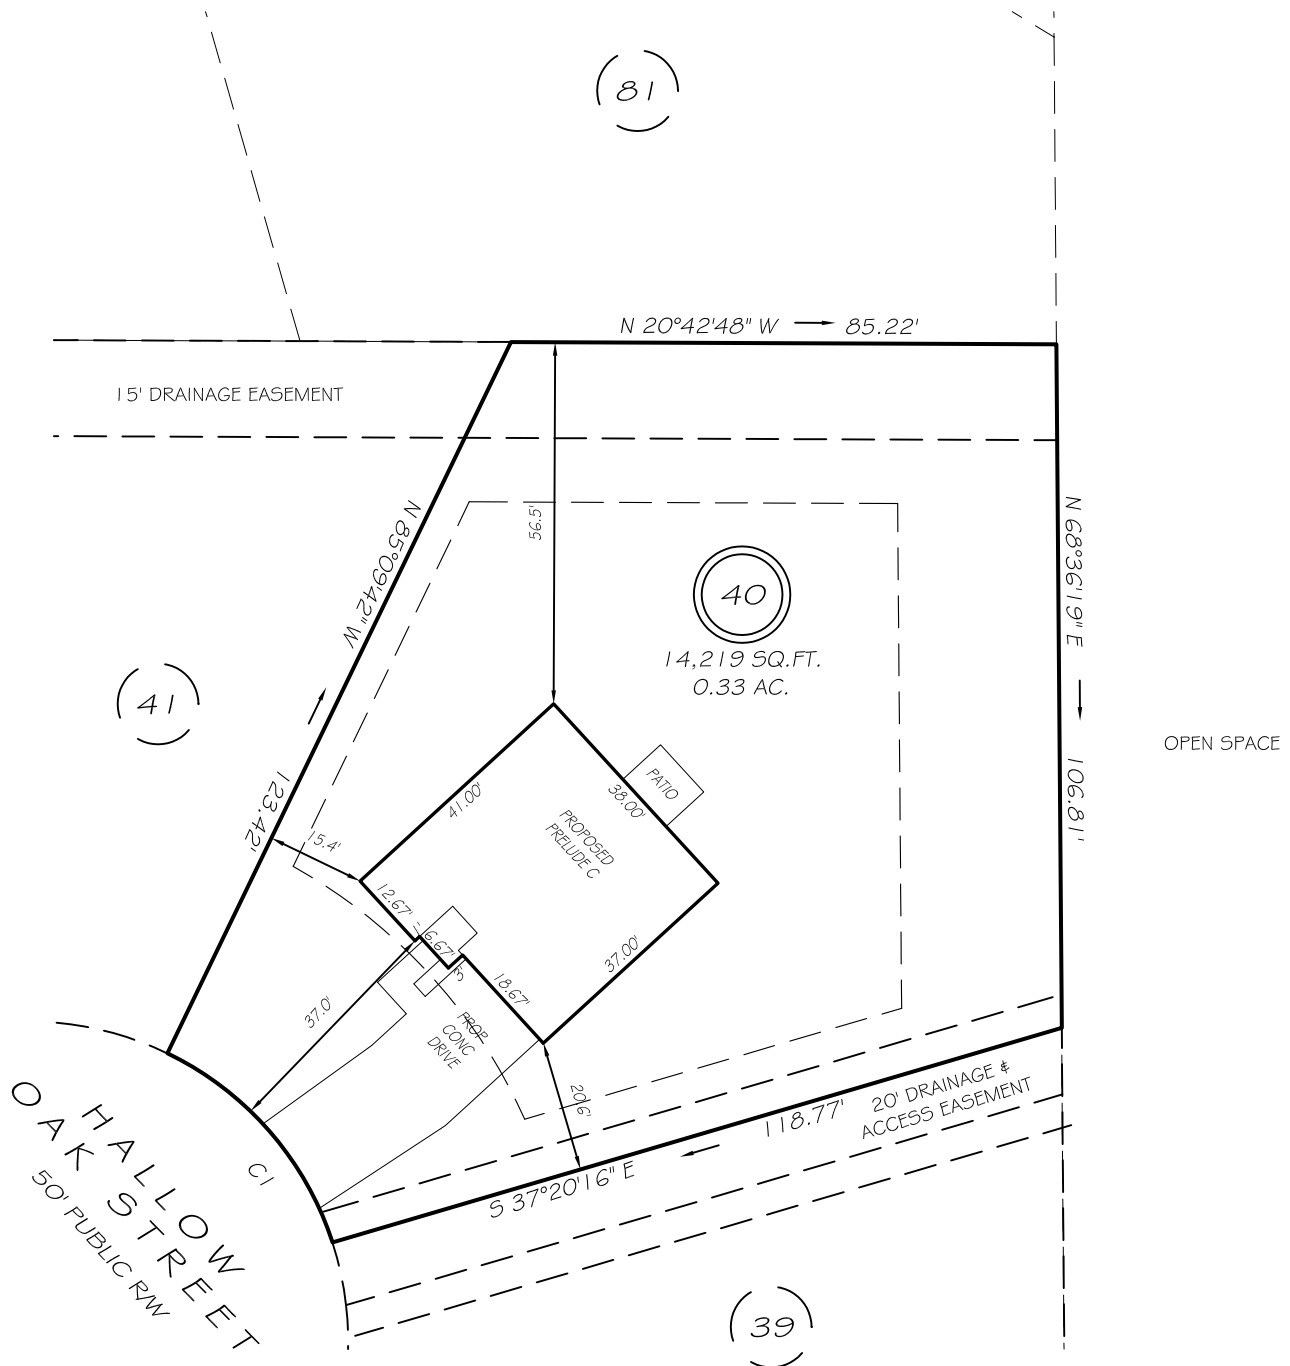 81
N 20°42'48" W 85.22'
15' DRAINAGE EASEMENT
N 85°09'42" W
123.42'
56.5'
40
14,219 SQ.FT.
0.33 AC.
N 68°36'19" E
106.81'
41
OPEN SPACE
PATIO
41.00'
38.00'
PROPOSED
PRELUDE C
15.4'
12.67'
6.67'
3'
18.67'
37.00'
37.0'
PROP
CONC
DRIVE
20.6'
20' DRAINAGE &
ACCESS EASEMENT
118.77'
S 37°20'16" E
C1
HALLOW
OAK STREET
50' PUBLIC R/W
39